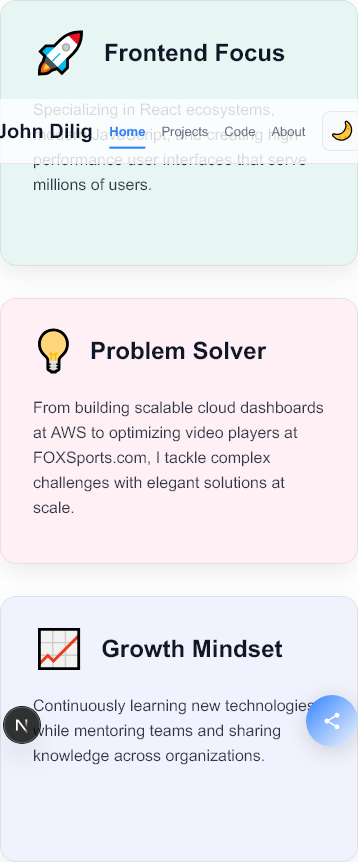 Frontend Focus
Specializing in React ecosystems,
John Dilig Home Projects Code About
JavaScript, and creating high
performance user interfaces that serve
millions of users.
Problem Solver
From building scalable cloud dashboards
at AWS to optimizing video players at
FOXSports.com, I tackle complex
challenges with elegant solutions at
scale.
Growth Mindset
Continuously learning new technologies
N
while mentoring teams and sharing
knowledge across organizations.